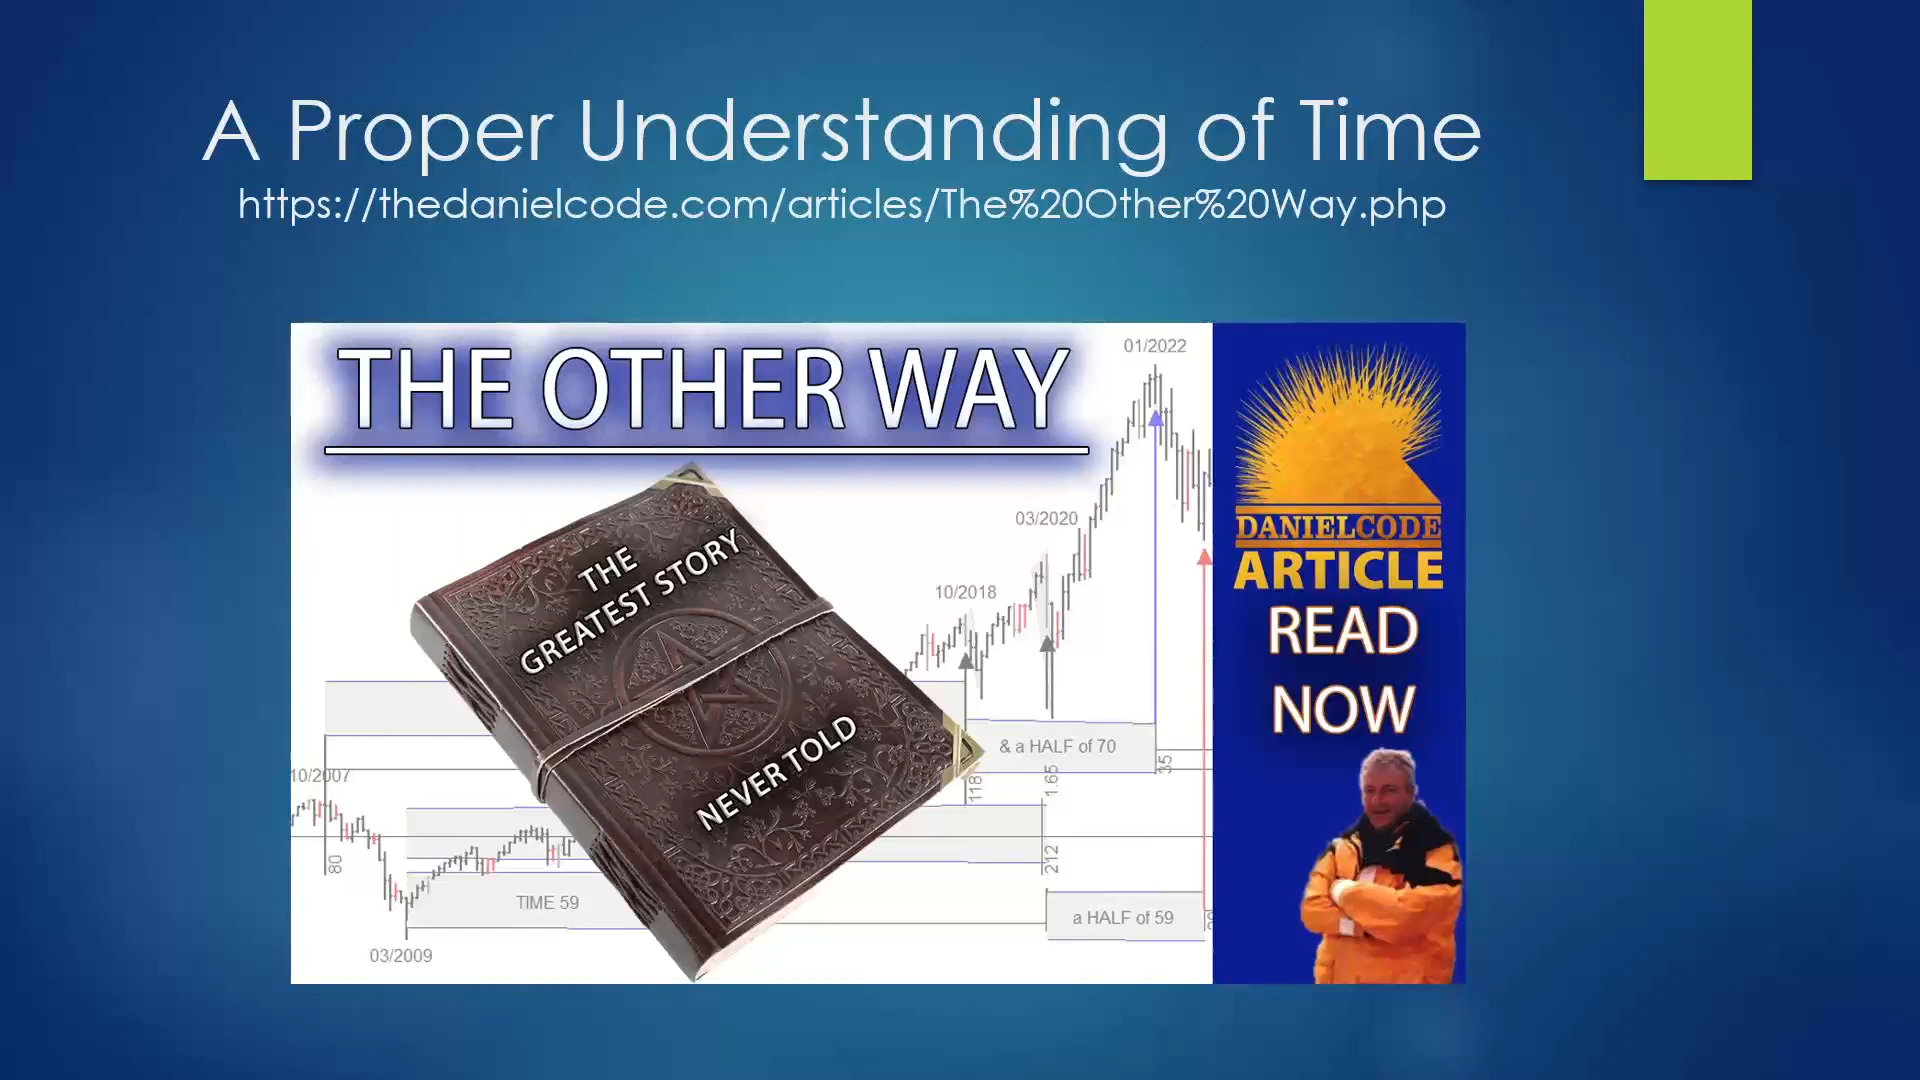 A Proper Understanding of Time
https://thedanielcode.com/articles/The%20Other%20Way.php
THE OTHER WAY
01/2022
03/2020
10/2018
THE
GREATEST STORY
NEVER TOLD
10/2007
80
03/2009
TIME 59
& a HALF of 70
35
118
1.65
212
a HALF of 59
DANIELCODE
ARTICLE
READ
NOW